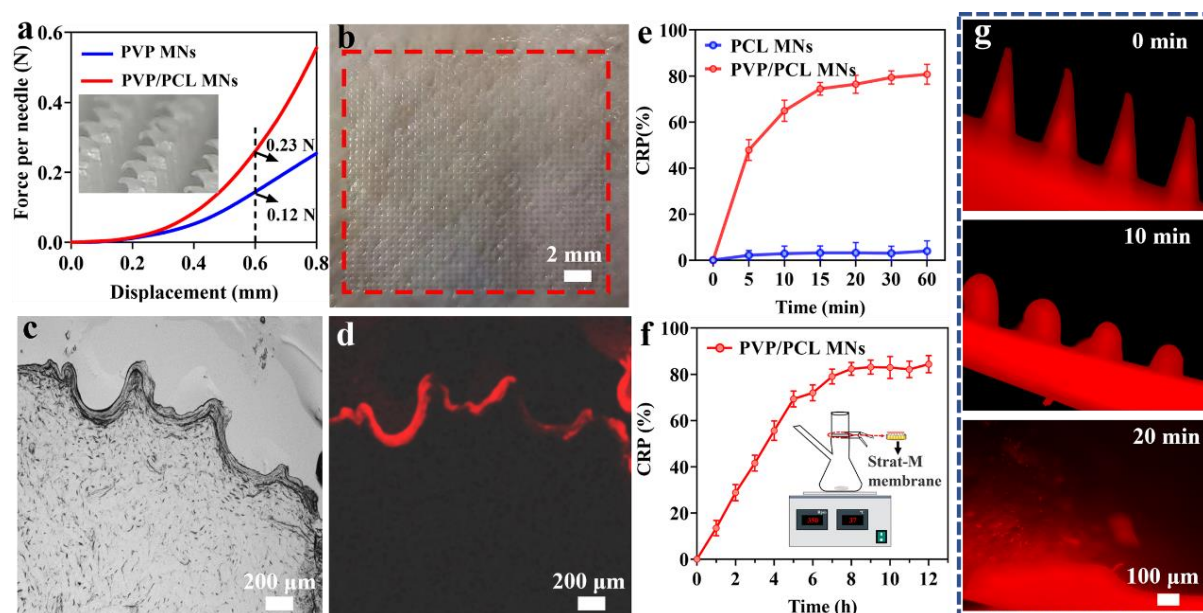 a
0.6
0.4
0.2
0.0
Force per needle (N)
PVP MNs
PVP/PCL MNs
0.23 N
0.12 N
0.0 0.2 0.4 0.6 0.8
Displacement (mm)
b
2 mm
c
200 μm
d
200 μm
e
100
80
60
40
20
0
CRP(%)
PCL MNs
PVP/PCL MNs
0 5 10 15 20 30 60
Time (min)
f
100
80
60
40
20
0
CRP (%)
PVP/PCL MNs
Strat-M
membrane
37
0 2 4 6 8 10 12
Time (h)
g
0 min
10 min
20 min
100 μm